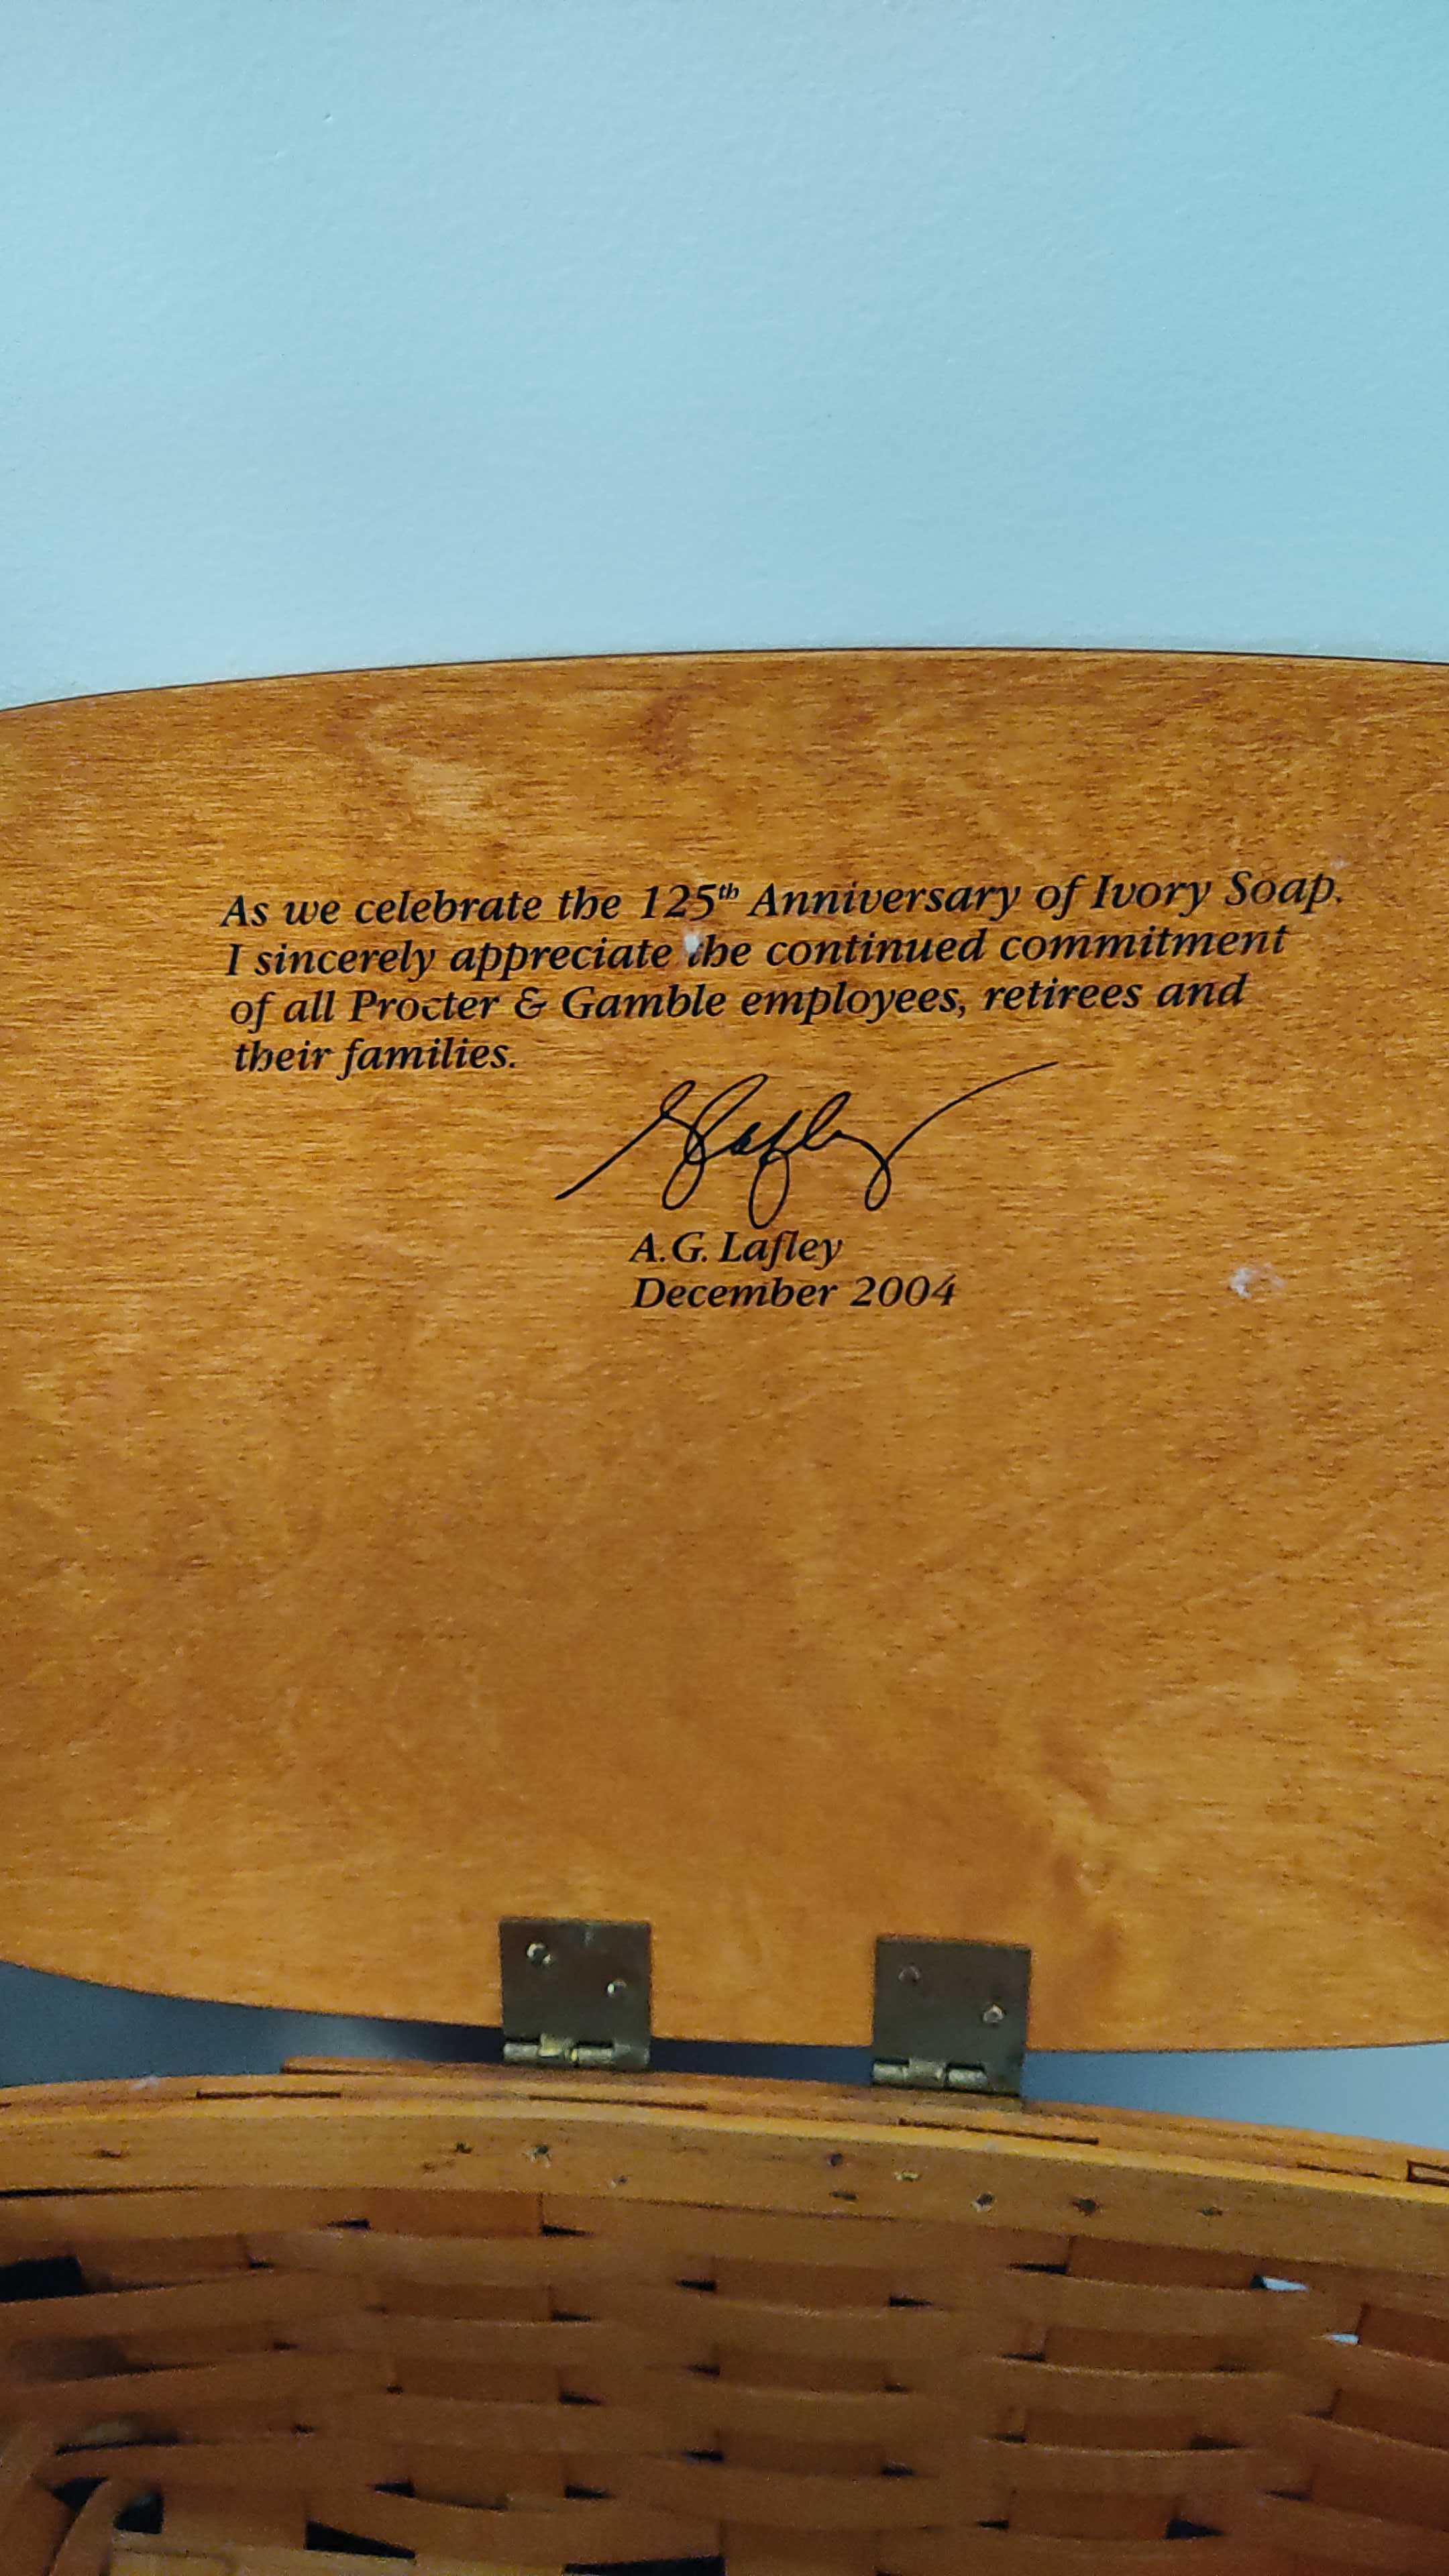 As we celebrate the 125th Anniversary of Ivory Soap.
I sincerely appreciate the continued commitment
of all Procter & Gamble employees, retirees and
their families.
A.G. Lafley
December 2004